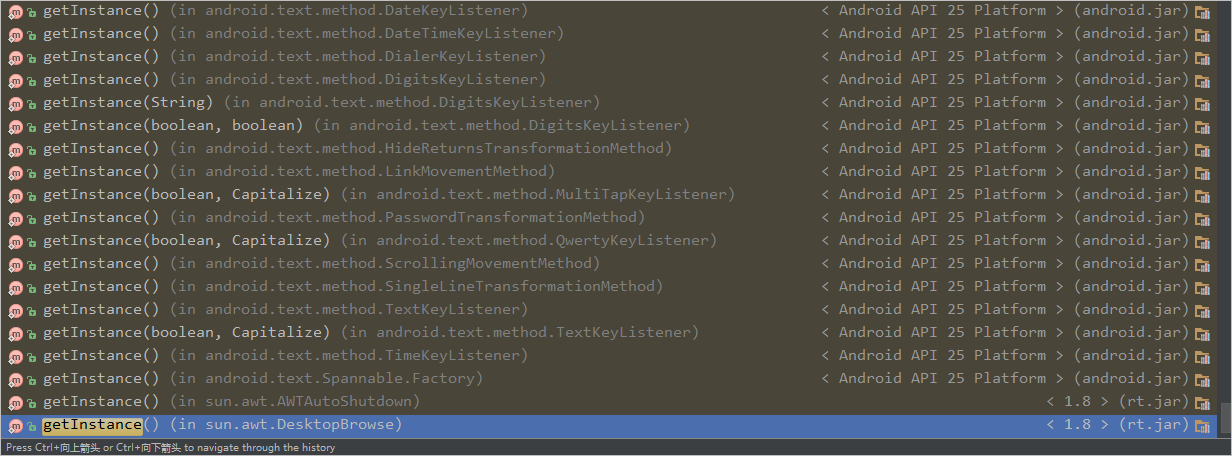 getInstance() (in android.text.method.DateKeyListener) < Android API 25 Platform > (android.jar)
getInstance() (in android.text.method.DateTimeKeyListener) < Android API 25 Platform > (android.jar)
getInstance() (in android.text.method.DialerKeyListener) < Android API 25 Platform > (android.jar)
getInstance() (in android.text.method.DigitsKeyListener) < Android API 25 Platform > (android.jar)
getInstance(String) (in android.text.method.DigitsKeyListener) < Android API 25 Platform > (android.jar)
getInstance(boolean, boolean) (in android.text.method.DigitsKeyListener) < Android API 25 Platform > (android.jar)
getInstance() (in android.text.method.HideReturnsTransformationMethod) < Android API 25 Platform > (android.jar)
getInstance() (in android.text.method.LinkMovementMethod) < Android API 25 Platform > (android.jar)
getInstance(boolean, Capitalize) (in android.text.method.MultiTapKeyListener) < Android API 25 Platform > (android.jar)
getInstance() (in android.text.method.PasswordTransformationMethod) < Android API 25 Platform > (android.jar)
getInstance(boolean, Capitalize) (in android.text.method.QwertyKeyListener) < Android API 25 Platform > (android.jar)
getInstance() (in android.text.method.ScrollingMovementMethod) < Android API 25 Platform > (android.jar)
getInstance() (in android.text.method.SingleLineTransformationMethod) < Android API 25 Platform > (android.jar)
getInstance() (in android.text.method.TextKeyListener) < Android API 25 Platform > (android.jar)
getInstance(boolean, Capitalize) (in android.text.method.TextKeyListener) < Android API 25 Platform > (android.jar)
getInstance() (in android.text.method.TimeKeyListener) < Android API 25 Platform > (android.jar)
getInstance() (in android.text.Spannable.Factory) < Android API 25 Platform > (android.jar)
getInstance() (in sun.awt.AWTAutoShutdown) < 1.8 > (rt.jar)
getInstance() (in sun.awt.DesktopBrowse) < 1.8 > (rt.jar)
Press Ctrl+向上箭头 or Ctrl+向下箭头 to navigate through the history